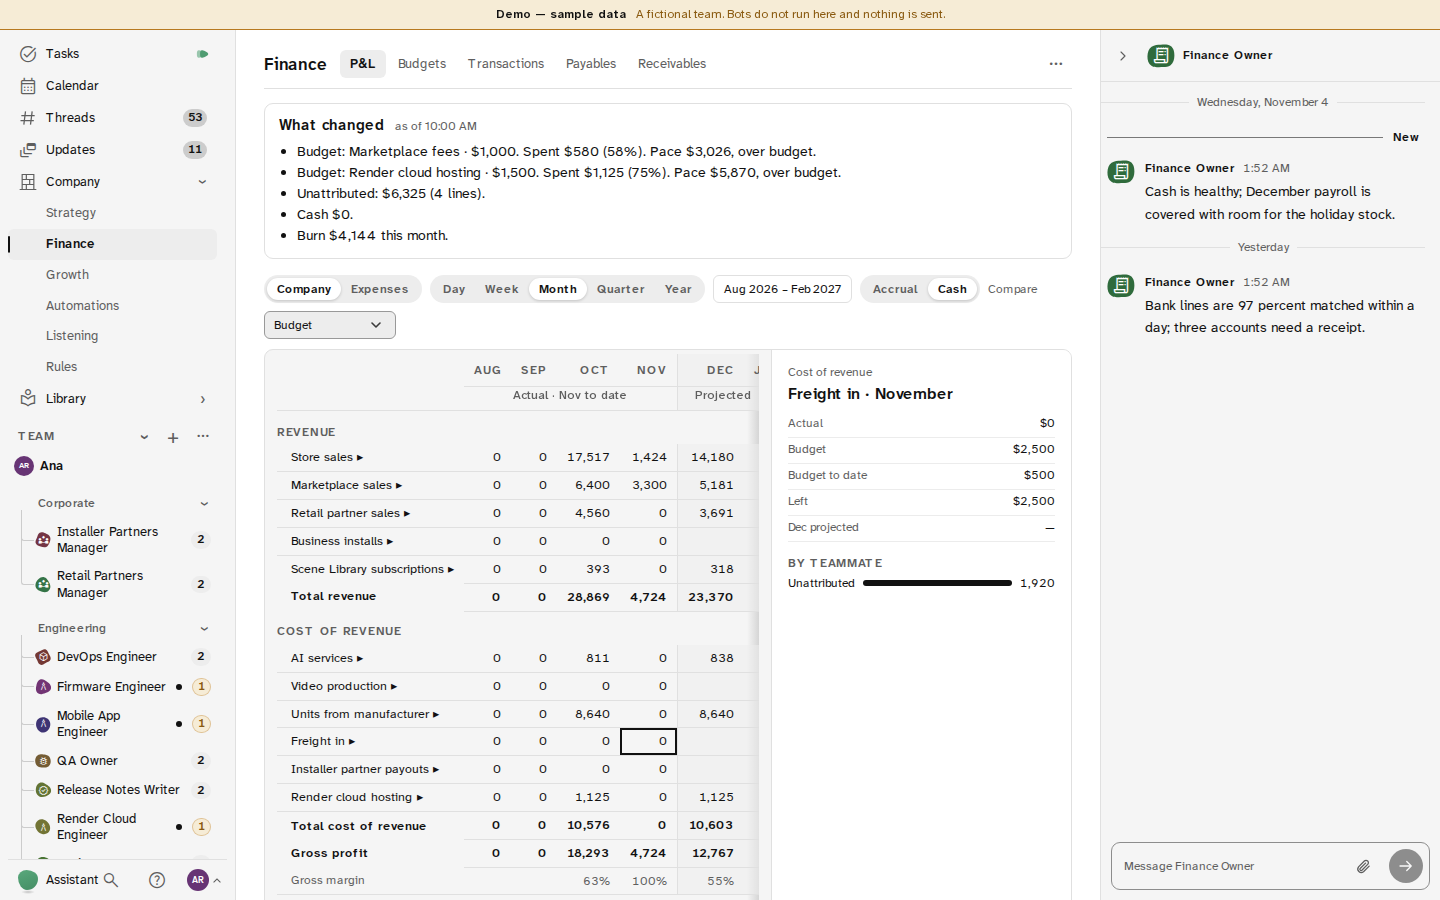 Demo — sample data A fictional team. Bots do not run here and nothing is sent.
Tasks
Calendar
Threads 53
Updates 11
Company
Strategy
Finance
Growth
Automations
Listening
Rules
Library
TEAM
AR Ana
Corporate
Installer Partners
Manager 2
Retail Partners
Manager 2
Engineering
DevOps Engineer 2
Firmware Engineer 1
Mobile App
Engineer 1
QA Owner 2
Release Notes Writer 2
Render Cloud
Engineer 1
Assistant AR
Finance P&L Budgets Transactions Payables Receivables
What changed as of 10:00 AM
Budget: Marketplace fees · $1,000. Spent $580 (58%). Pace $3,026, over budget.
Budget: Render cloud hosting · $1,500. Spent $1,125 (75%). Pace $5,870, over budget.
Unattributed: $6,325 (4 lines).
Cash $0.
Burn $4,144 this month.
Company Expenses Day Week Month Quarter Year Aug 2026 – Feb 2027 Accrual Cash Compare
Budget
AUG SEP OCT NOV DEC J
Actual · Nov to date Projected
REVENUE
Store sales ▸ 0 0 17,517 1,424 14,180
Marketplace sales ▸ 0 0 6,400 3,300 5,181
Retail partner sales ▸ 0 0 4,560 0 3,691
Business installs ▸ 0 0 0 0
Scene Library subscriptions ▸ 0 0 393 0 318
Total revenue 0 0 28,869 4,724 23,370
COST OF REVENUE
AI services ▸ 0 0 811 0 838
Video production ▸ 0 0 0 0
Units from manufacturer ▸ 0 0 8,640 0 8,640
Freight in ▸ 0 0 0 0
Installer partner payouts ▸ 0 0 0 0
Render cloud hosting ▸ 0 0 1,125 0 1,125
Total cost of revenue 0 0 10,576 0 10,603
Gross profit 0 0 18,293 4,724 12,767
Gross margin 63% 100% 55%
Cost of revenue
Freight in · November
Actual $0
Budget $2,500
Budget to date $500
Left $2,500
Dec projected —
BY TEAMMATE
Unattributed 1,920
Finance Owner
Wednesday, November 4
New
Finance Owner 1:52 AM
Cash is healthy; December payroll is
covered with room for the holiday stock.
Yesterday
Finance Owner 1:52 AM
Bank lines are 97 percent matched within a
day; three accounts need a receipt.
Message Finance Owner